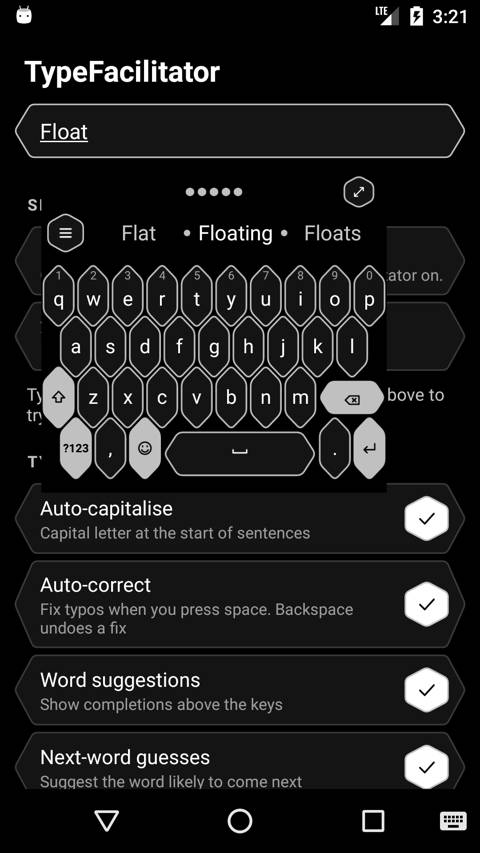 LTE 3:21
TypeFacilitator
Float
Flat • Floating • Floats
1 2 3 4 5 6 7 8 9 0
q w e r t y u i o p
ator on.
a s d f g h j k l
z x c v b n m
bove to
?123 , .
Auto-capitalise
Capital letter at the start of sentences
Auto-correct
Fix typos when you press space. Backspace
undoes a fix
Word suggestions
Show completions above the keys
Next-word guesses
Suggest the word likely to come next